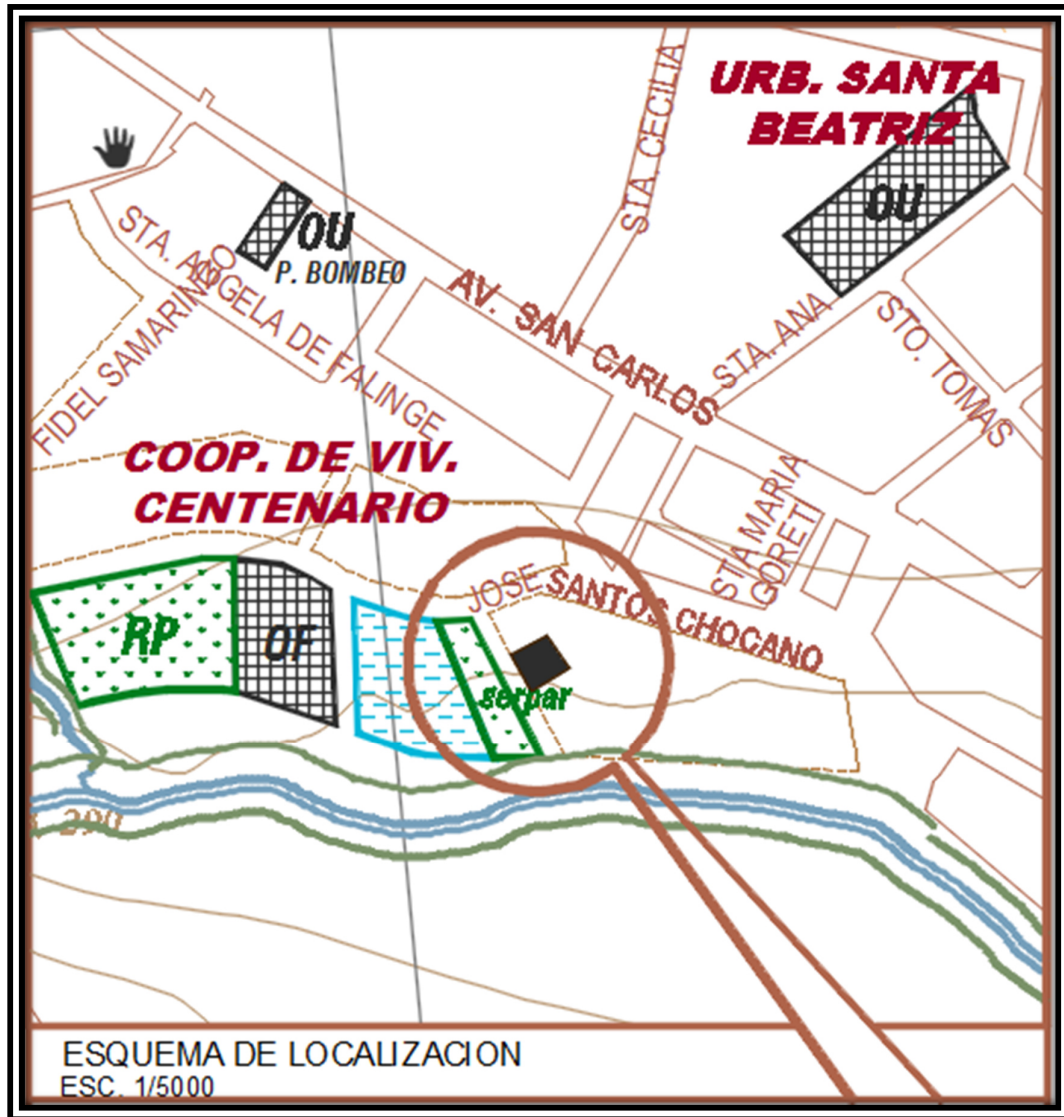 URB. SANTA
BEATRIZ
STA. CECILIA
OU
OU
P. BOMBEO
STA. ANGELA DE FALINGE
FIDEL SAMARINO
AV. SAN CARLOS
STA. ANA
STO. TOMAS
COOP. DE VIV.
CENTENARIO
STA MARIA
GORETI
JOSE SANTOS CHOCANO
RP
OF
serpar
290
ESQUEMA DE LOCALIZACION
ESC. 1/5000